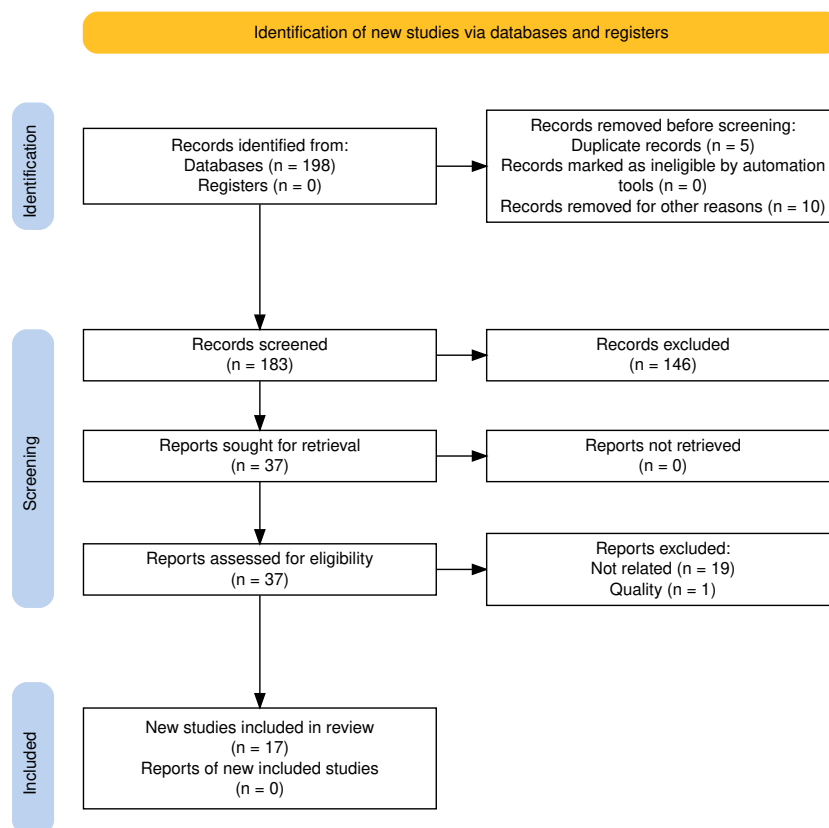 Identification of new studies via databases and registers
Identification
Records identified from:
Databases (n = 198)
Registers (n = 0)
Records removed before screening:
Duplicate records (n = 5)
Records marked as ineligible by automation
tools (n = 0)
Records removed for other reasons (n = 10)
Screening
Records screened
(n = 183)
Records excluded
(n = 146)
Reports sought for retrieval
(n = 37)
Reports not retrieved
(n = 0)
Reports assessed for eligibility
(n = 37)
Reports excluded:
Not related (n = 19)
Quality (n = 1)
Included
New studies included in review
(n = 17)
Reports of new included studies
(n = 0)